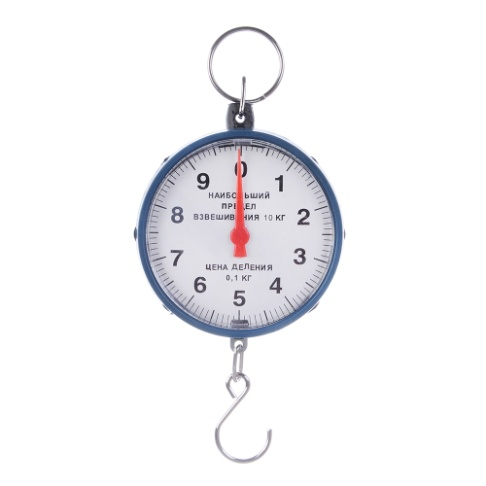 0
9 1
НАИБОЛЬШИЙ
ПРЕДЕЛ
8 2
ВЗВЕШИВАНИЯ 10 КГ
7 3
ЦЕНА ДЕЛЕНИЯ
0,1 КГ
6 4
5